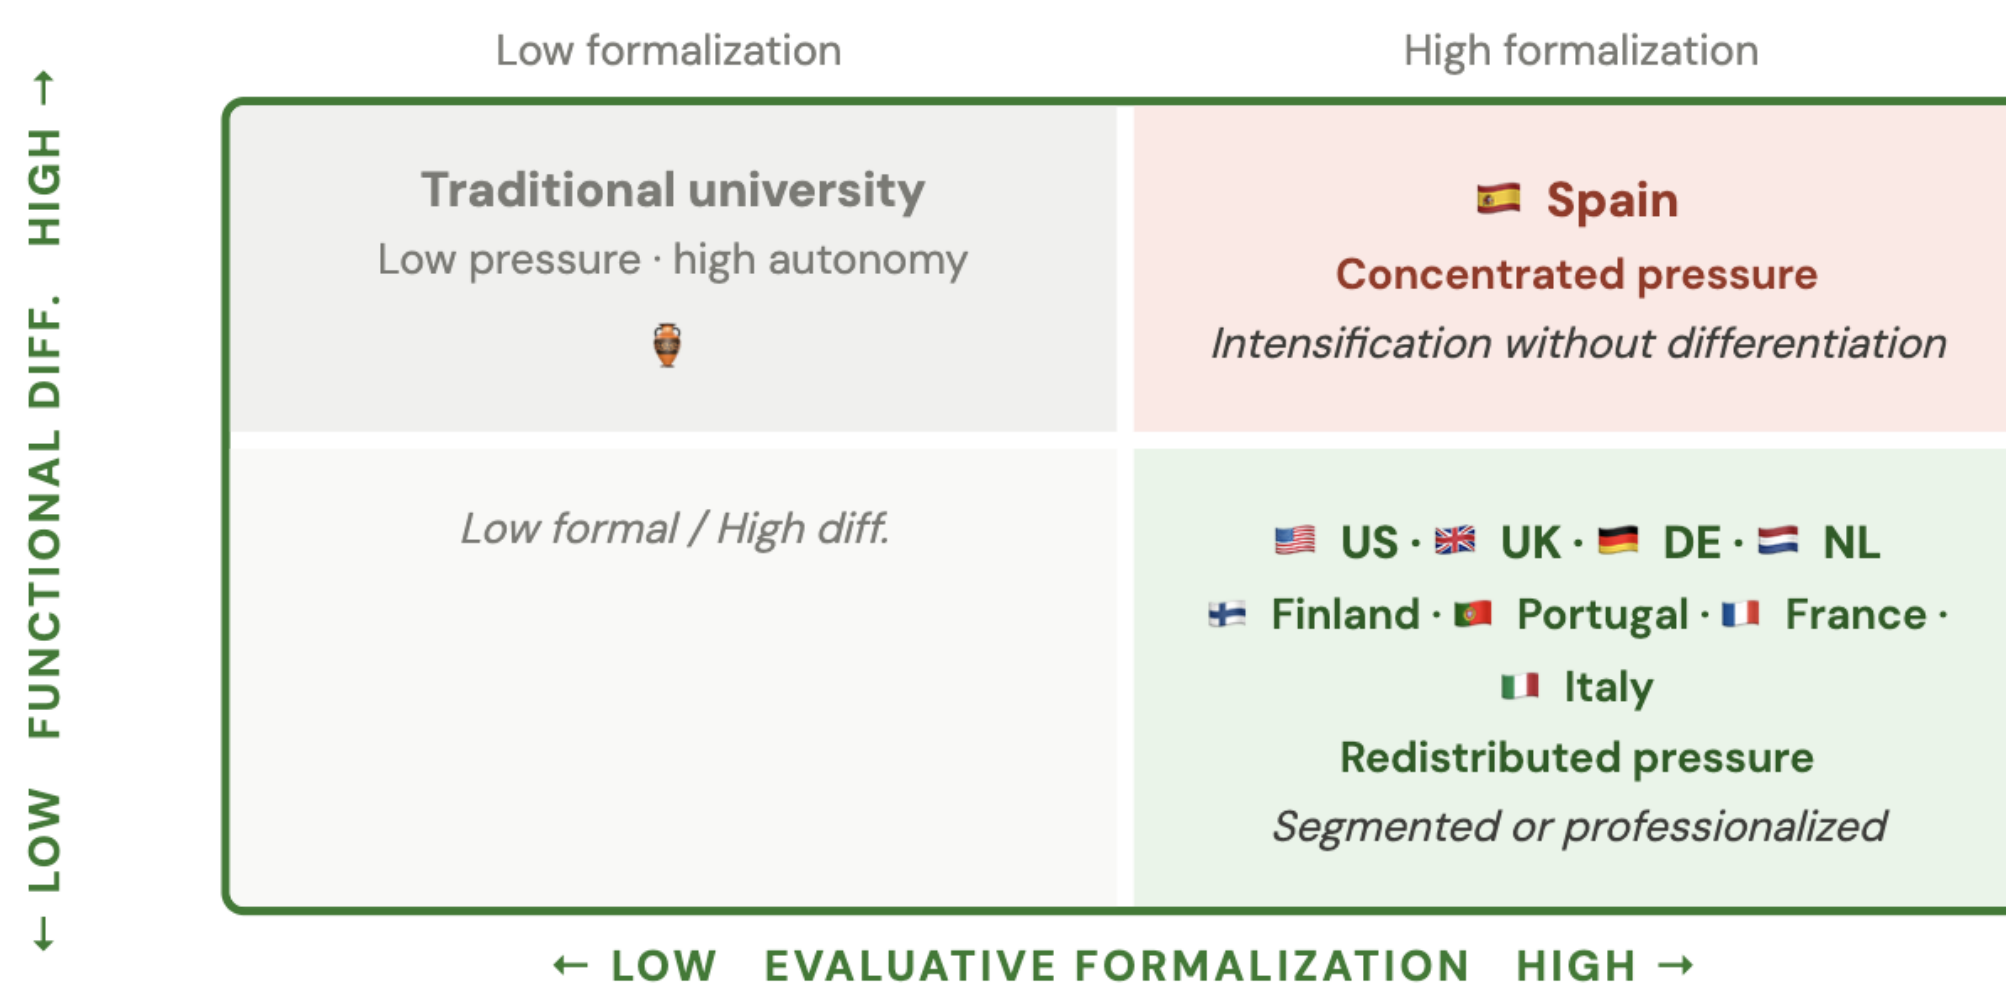 Low formalization
High formalization
← LOW FUNCTIONAL DIFF. HIGH →
Traditional university
Low pressure · high autonomy
Spain
Concentrated pressure
Intensification without differentiation
Low formal / High diff.
US · UK · DE · NL
Finland · Portugal · France ·
Italy
Redistributed pressure
Segmented or professionalized
← LOW EVALUATIVE FORMALIZATION HIGH →